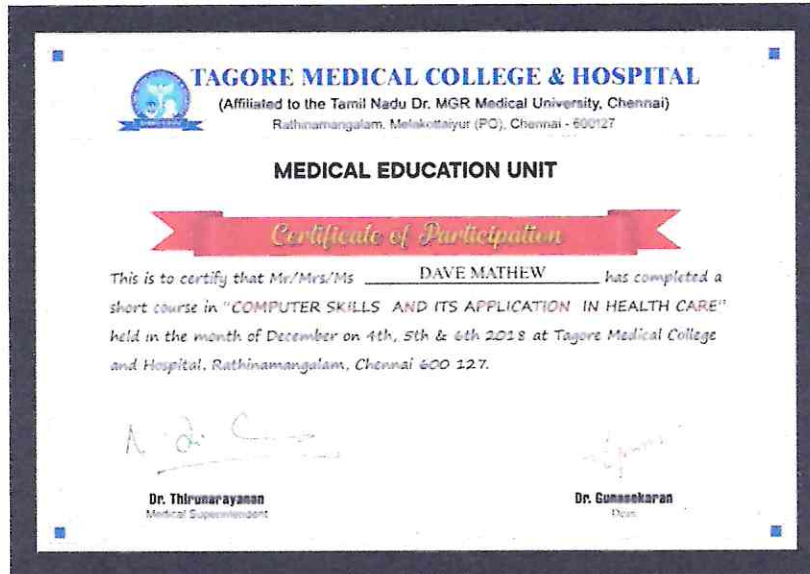 TAGORE MEDICAL COLLEGE & HOSPITAL
(Affiliated to the Tamil Nadu Dr. MGR Medical University, Chennai)
Rathinamangalam, Melakottaiyur (PO), Chennai - 600127
MEDICAL EDUCATION UNIT
Certificate of Participation
This is to certify that Mr/Mrs/Ms DAVE MATHEW has completed a
short course in "COMPUTER SKILLS AND ITS APPLICATION IN HEALTH CARE"
held in the month of December on 4th, 5th & 6th 2018 at Tagore Medical College
and Hospital, Rathinamangalam, Chennai 600 127.
Dr. Thirunarayanan Dr. Gunasekaran
Medical Superintendent Dean